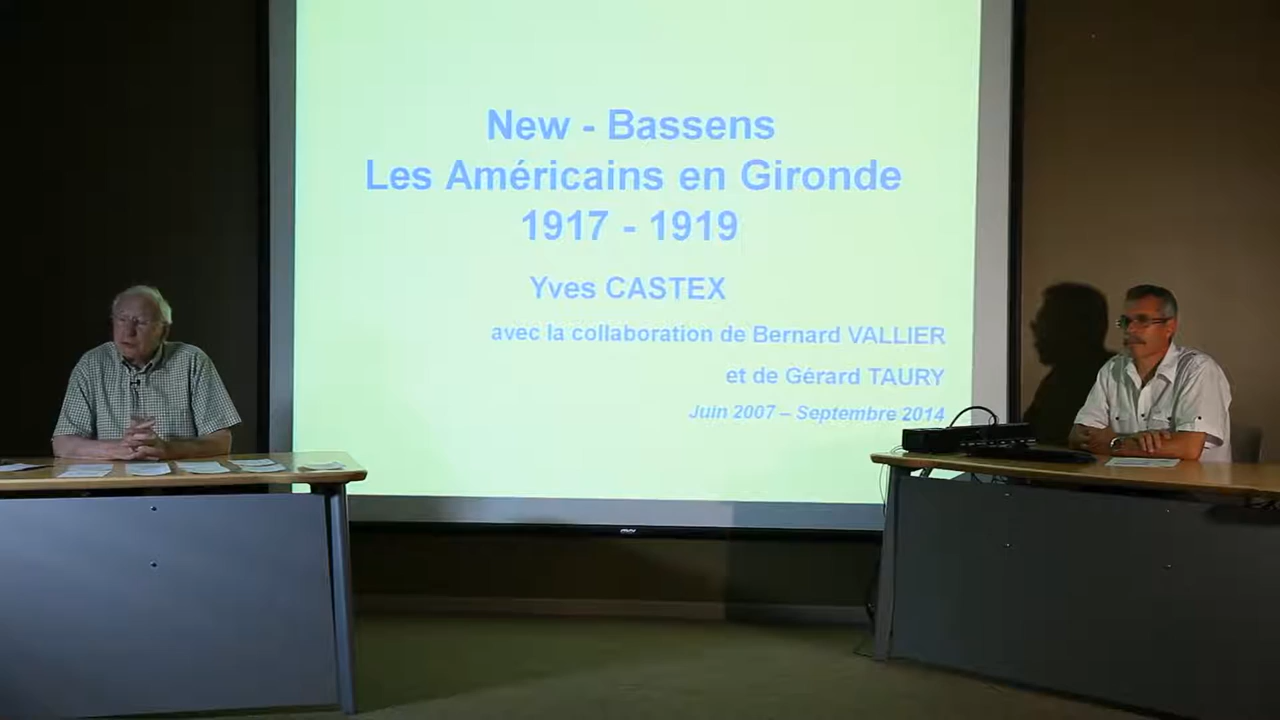 New - Bassens
Les Américains en Gironde
1917 - 1919
Yves CASTEX
avec la collaboration de Bernard VALLIER
et de Gérard TAURY
Juin 2007 – Septembre 2014